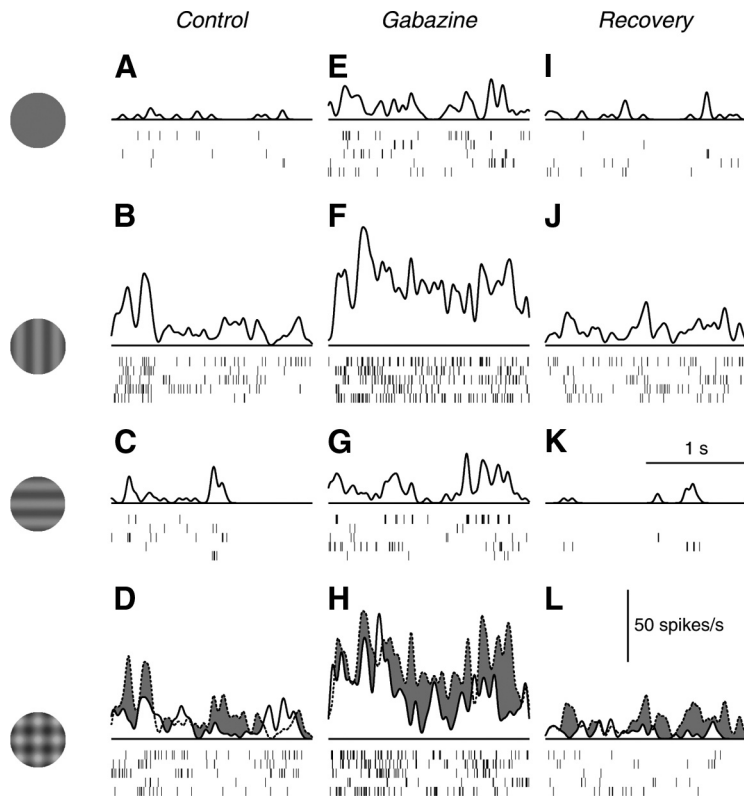 Control Gabazine Recovery
A E I
B F J
C G K
1 s
D H L
50 spikes/s